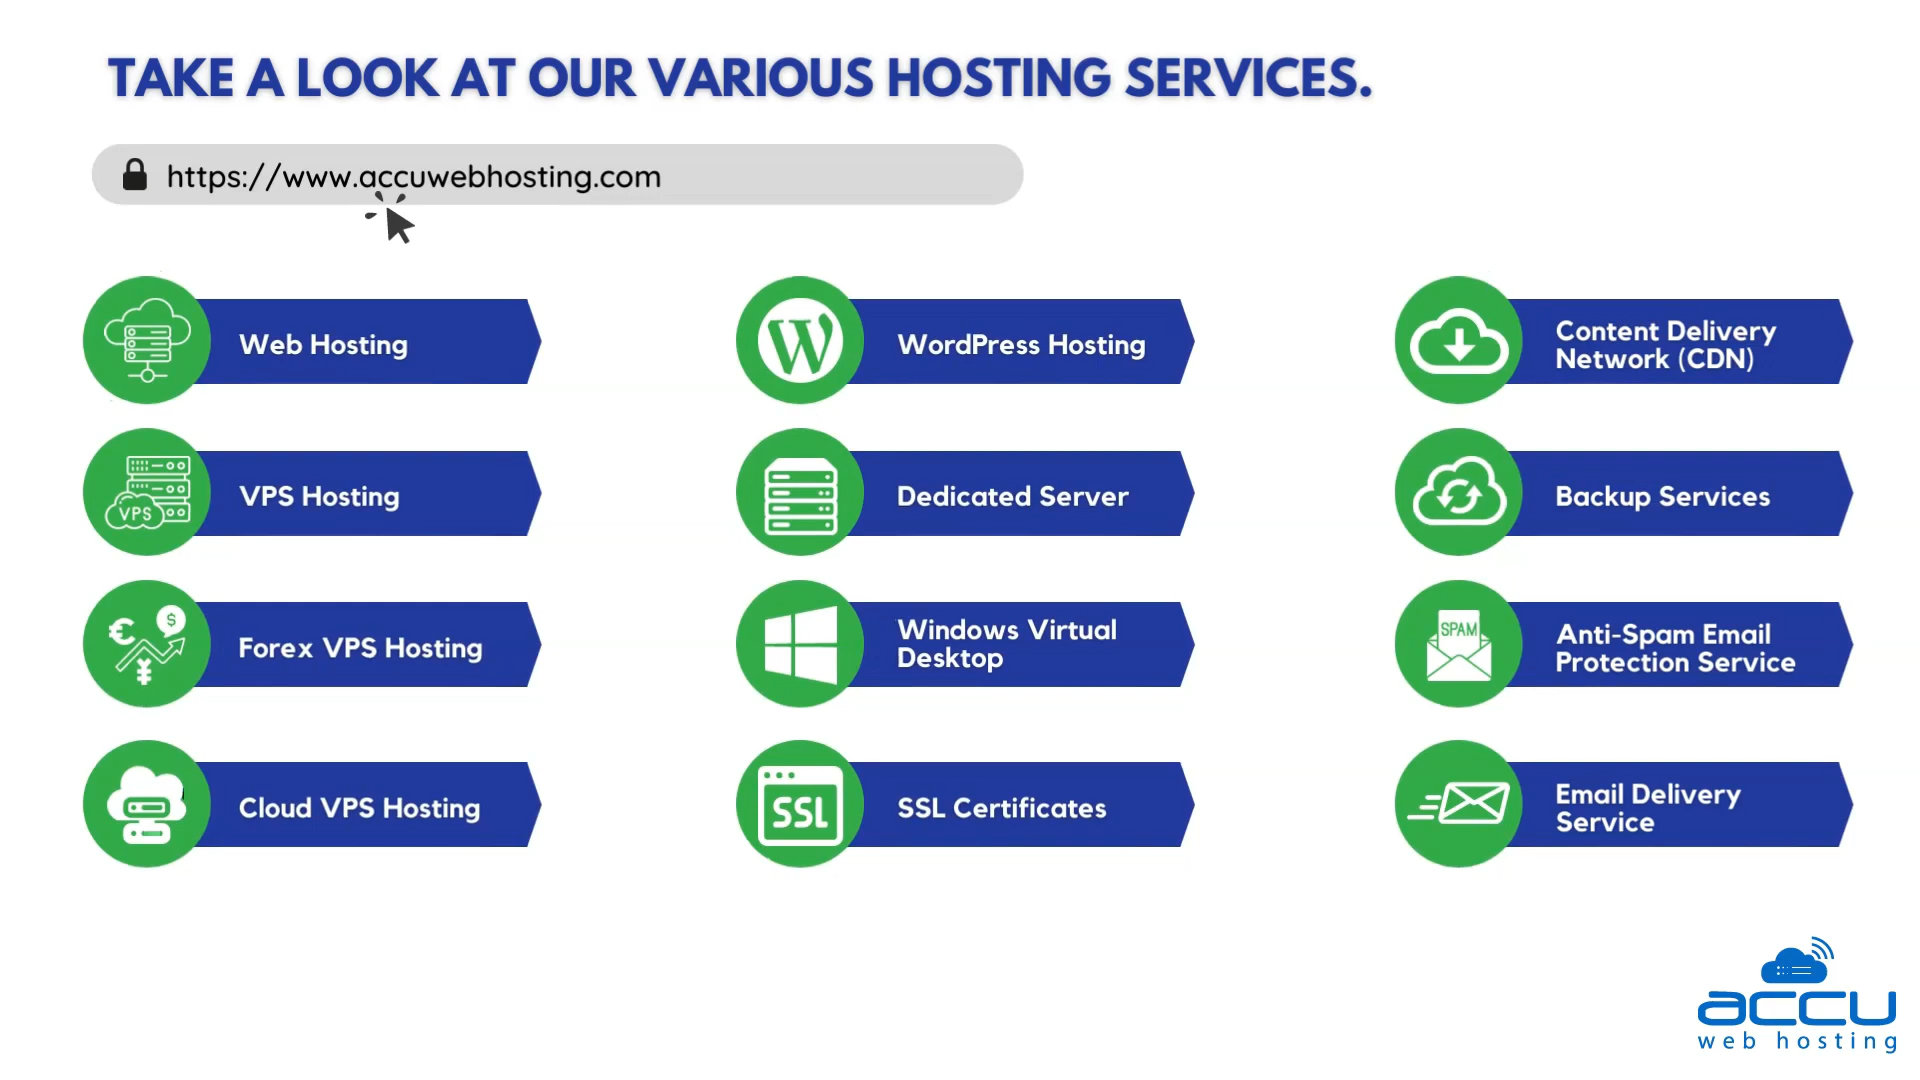 TAKE A LOOK AT OUR VARIOUS HOSTING SERVICES.
https://www.accuwebhosting.com
Web Hosting
WordPress Hosting
Content Delivery
Network (CDN)
VPS
VPS Hosting
Dedicated Server
Backup Services
€
$
¥
Forex VPS Hosting
Windows Virtual
Desktop
SPAM
Anti-Spam Email
Protection Service
Cloud VPS Hosting
SSL
SSL Certificates
Email Delivery
Service
accu
web hosting